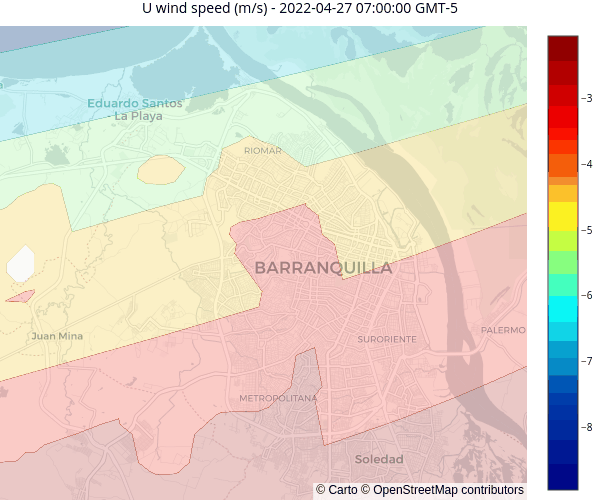 U wind speed (m/s) - 2022-04-27 07:00:00 GMT-5
Eduardo Santos
La Playa
RIOMAR
BARRANQUILLA
Juan Mina
SURORIENTE
PALERMO
METROPOLITANA
Soledad
© Carto © OpenStreetMap contributors
−3
−4
−5
−6
−7
−8